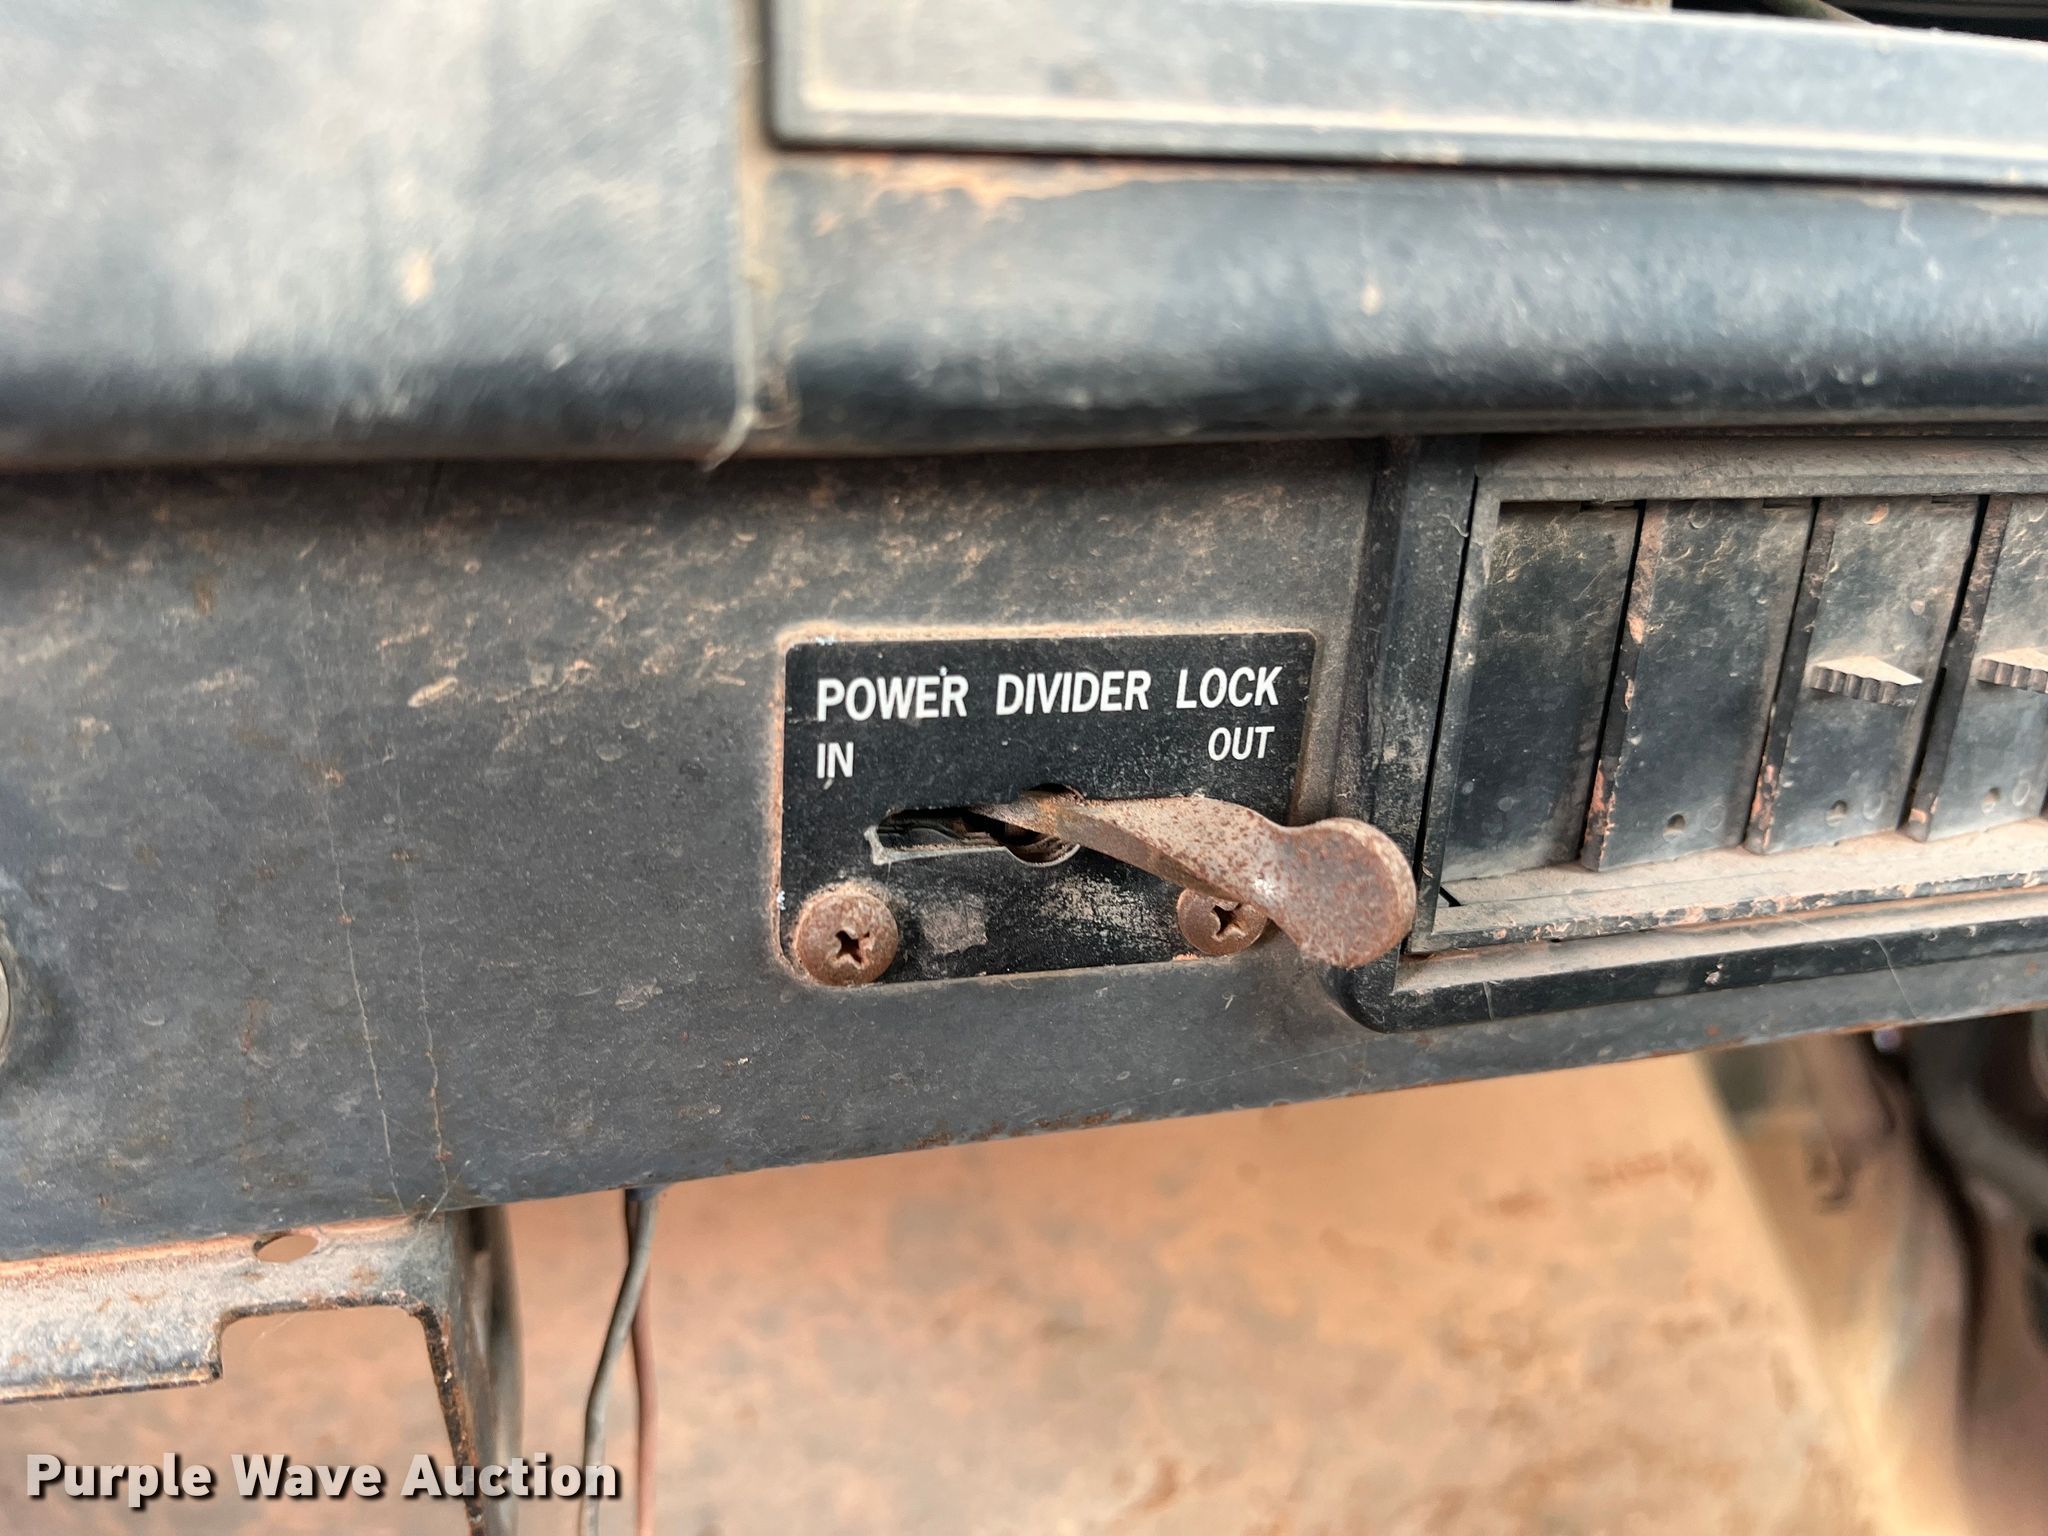 POWER DIVIDER LOCK
IN OUT
Purple Wave Auction